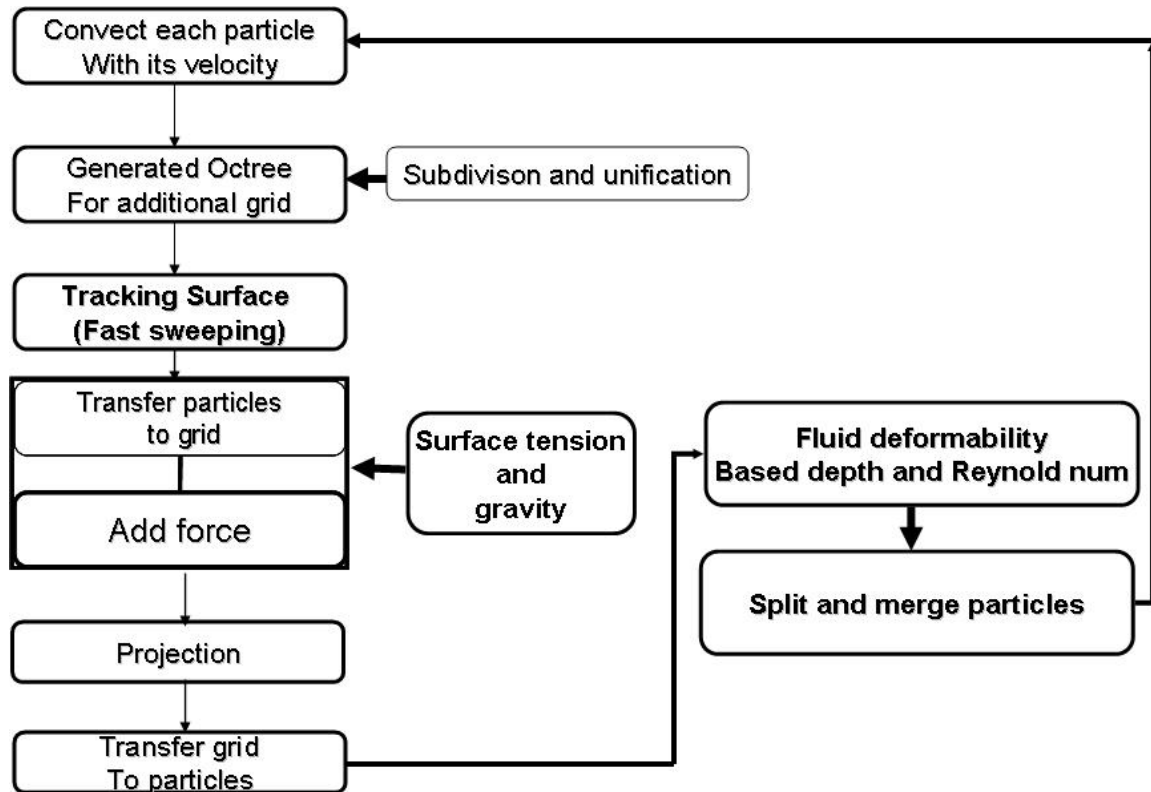 Convect each particle
With its velocity
Generated Octree
For additional grid
Subdivison and unification
Tracking Surface
(Fast sweeping)
Transfer particles
to grid
Add force
Surface tension
and
gravity
Projection
Transfer grid
To particles
Fluid deformability
Based depth and Reynold num
Split and merge particles